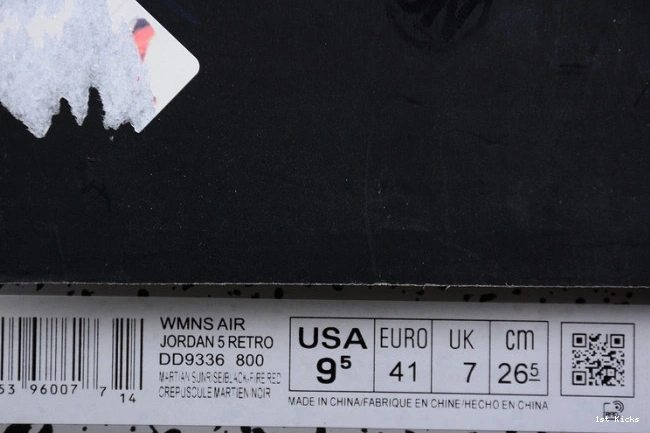 WMNS AIR
JORDAN 5 RETRO
DD9336 800
MARTIAN SUNRISE/BLACK-FIRE RED
CREPUSCULE MARTIEN/NOIR
USA EURO UK cm
9⁵ 41 7 26⁵
MADE IN CHINA/FABRIQUE EN CHINE/HECHO EN CHINA
53 96007 7 14
1st Kicks